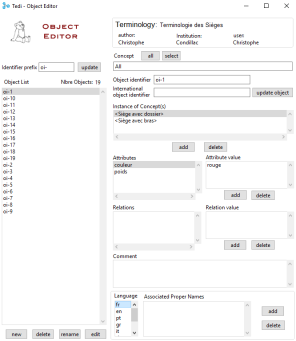 Tedi - Object Editor
Object
Editor
Terminology: Terminologie des Sièges
author: Institution: user:
Christophe Condillac Christophe
Concept all select
All
Identifier prefix oi- update
Object List Nbre Objects: 19
oi-1
oi-10
oi-11
oi-12
oi-13
oi-14
oi-15
oi-16
oi-17
oi-18
oi-19
oi-2
oi-3
oi-4
oi-5
oi-6
oi-7
oi-8
oi-9
new delete rename edit
Object identifier oi-1
International
object identifier update object
Instance of Concept(s)
<Siège avec dossier>
<Siège avec bras>
add delete
Attributes Attribute value
couleur rouge
poids
add delete
Relations Relation value
add delete
Comment
Language Associated Proper Names
fr
en
pt
gr
it
add
delete